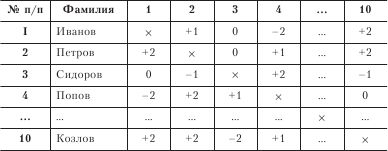 № п/п Фамилия 1 2 3 4 ... 10
I Иванов × +1 0 –2 ... +2
2 Петров +2 × 0 +1 ... +2
3 Сидоров 0 –1 × +2 ... –1
4 Попов –2 +2 +1 × ... 0
... ... ... ... ... ... × ...
10 Козлов +2 +2 –2 +1 ... ×